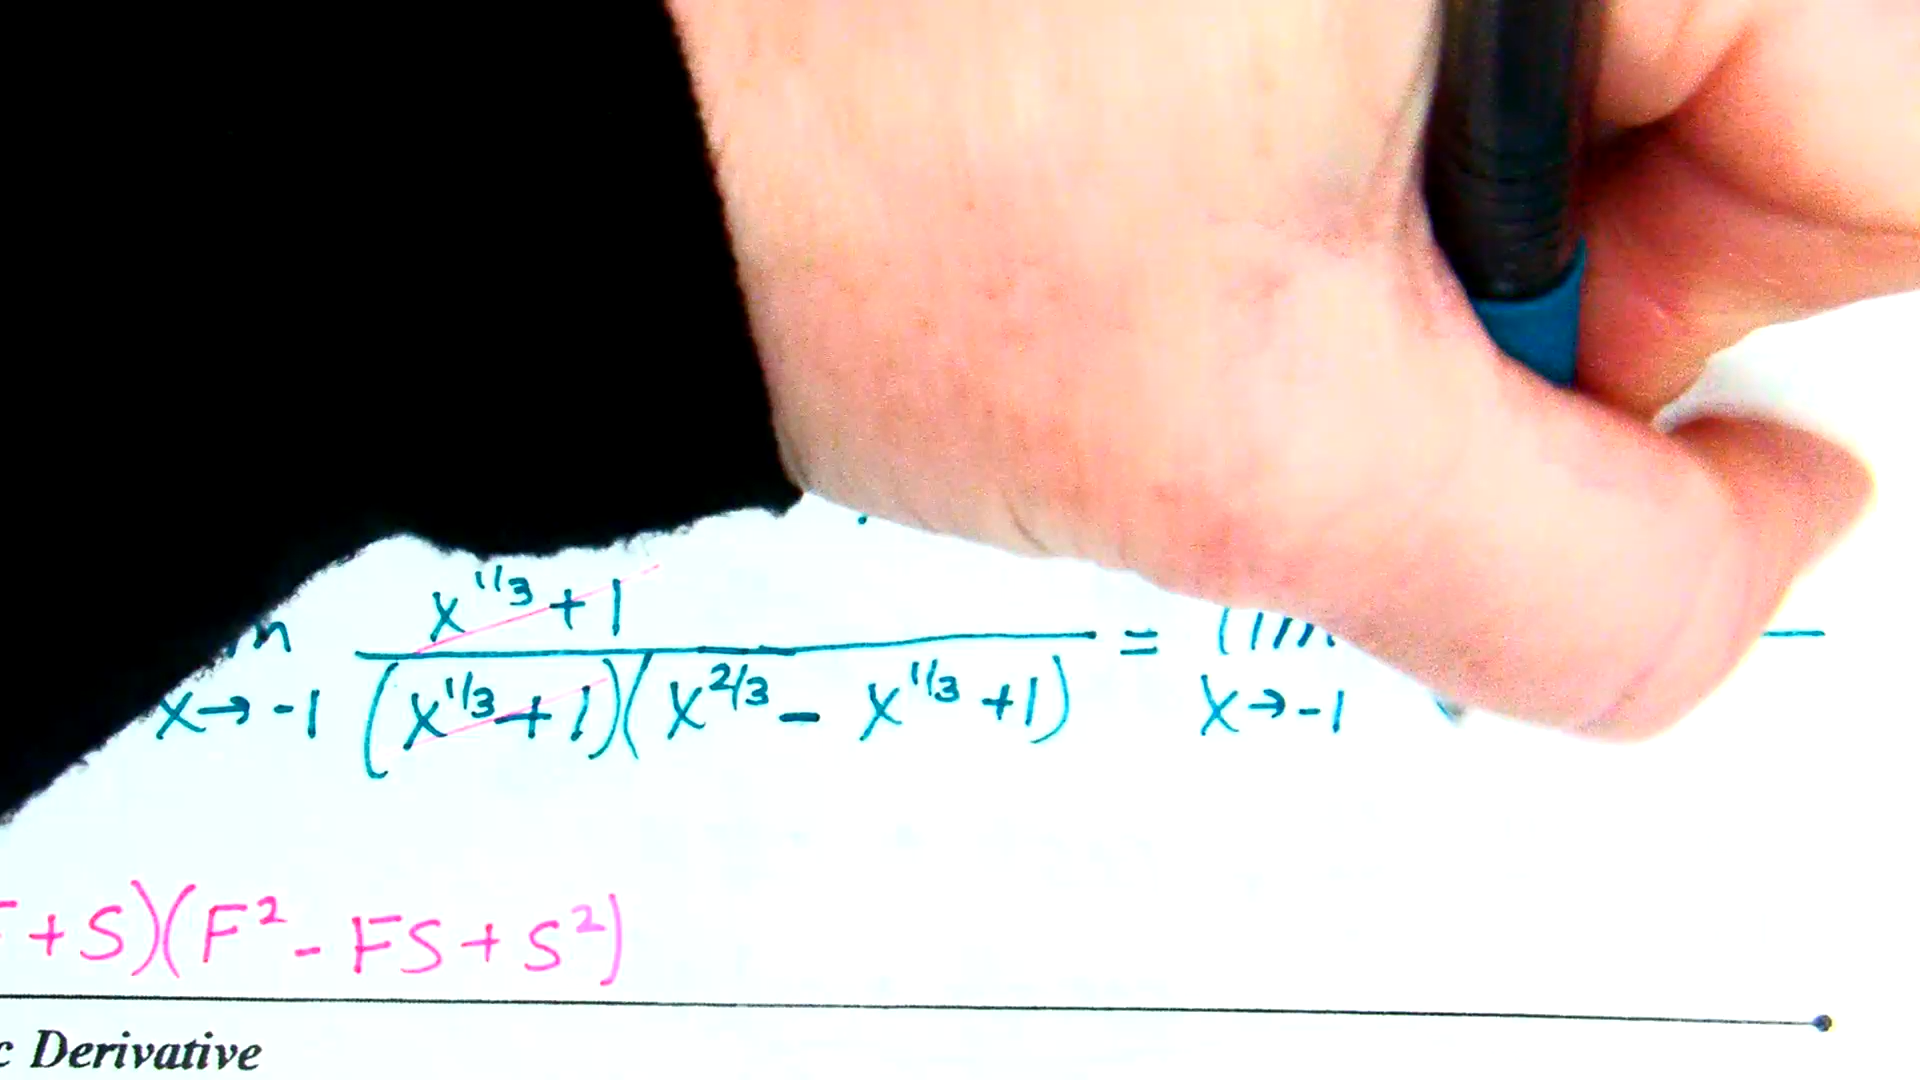 x^{1/3} + 1
x → -1 (x^{1/3} + 1)(x^{2/3} - x^{1/3} + 1) = lim x → -1
+ S)(F² - FS + S²)
c Derivative